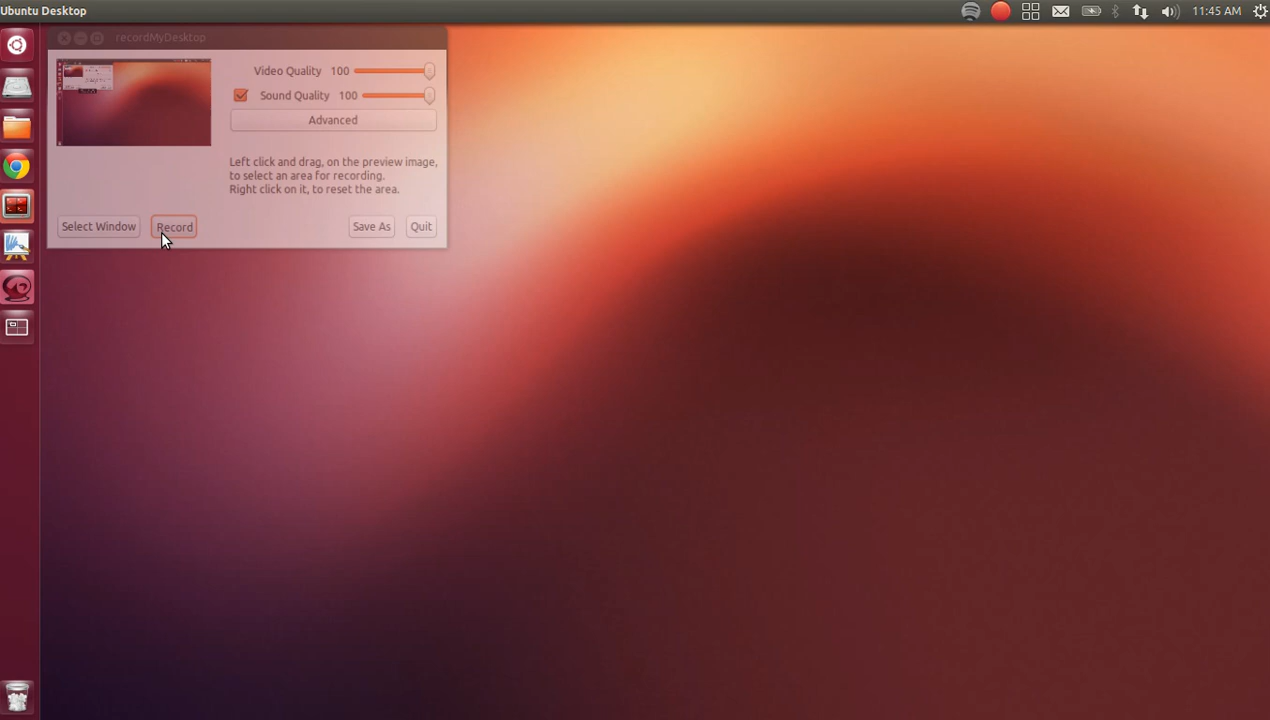 Ubuntu Desktop
11:45 AM
recordMyDesktop
Video Quality 100
Sound Quality 100
Advanced
Left click and drag, on the preview image,
to select an area for recording.
Right click on it, to reset the area.
Select Window
Record
Save As
Quit